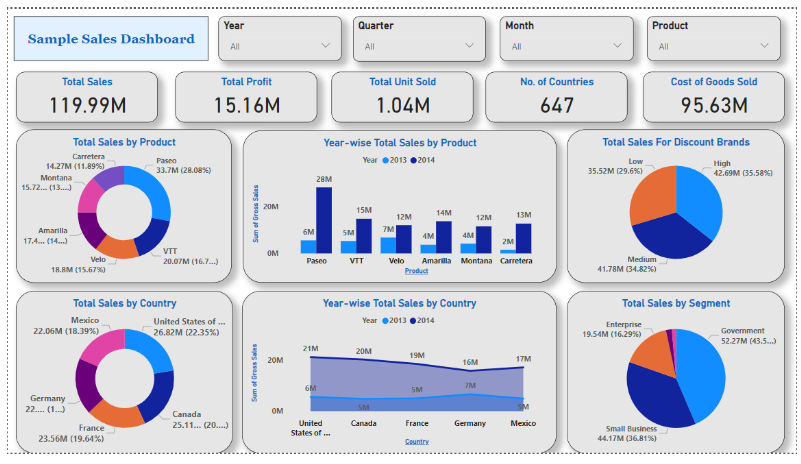 Sample Sales Dashboard
Year
All
Quarter
All
Month
All
Product
All
Total Sales
119.99M
Total Profit
15.16M
Total Unit Sold
1.04M
No. of Countries
647
Cost of Goods Sold
95.63M
Total Sales by Product
Carretera
14.27M (11.89%)
Paseo
33.7M (28.08%)
Montana
15.72... (13....)
Amarilla
17.4... (14...)
Velo
18.8M (15.67%)
VTT
20.07M (16.7...)
Year-wise Total Sales by Product
Year 2013 2014
Sum of Gross Sales
20M
0M
6M
28M
5M
15M
7M
12M
4M
14M
4M
12M
2M
13M
Paseo
VTT
Velo
Amarilla
Montana
Carretera
Product
Total Sales For Discount Brands
Low
35.52M (29.6%)
High
42.69M (35.58%)
Medium
41.78M (34.82%)
Total Sales by Country
Mexico
22.06M (18.39%)
United States of ...
26.82M (22.35%)
Germany
22.... (1...)
France
23.56M (19.64%)
Canada
25.11... (20....)
Year-wise Total Sales by Country
Year 2013 2014
Sum of Gross Sales
20M
0M
21M
20M
19M
16M
17M
6M
5M
5M
7M
5M
United
States of ...
Canada
France
Germany
Mexico
Country
Total Sales by Segment
Enterprise
19.54M (16.29%)
Government
52.27M (43.5...)
Small Business
44.17M (36.81%)